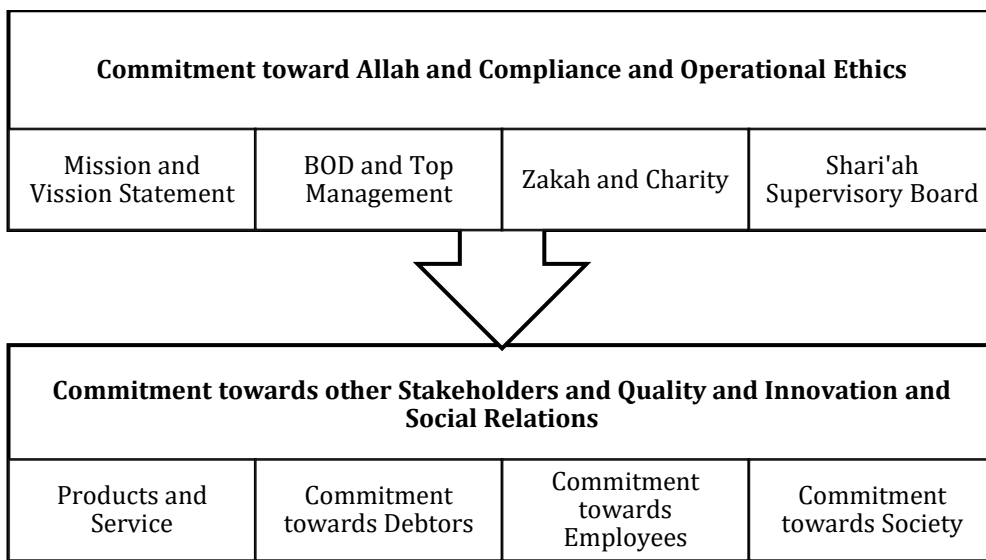 Commitment toward Allah and Compliance and Operational Ethics
Mission and
Vission Statement
BOD and Top
Management
Zakah and Charity
Shari'ah
Supervisory Board
Commitment towards other Stakeholders and Quality and Innovation and
Social Relations
Products and
Service
Commitment
towards Debtors
Commitment
towards
Employees
Commitment
towards Society